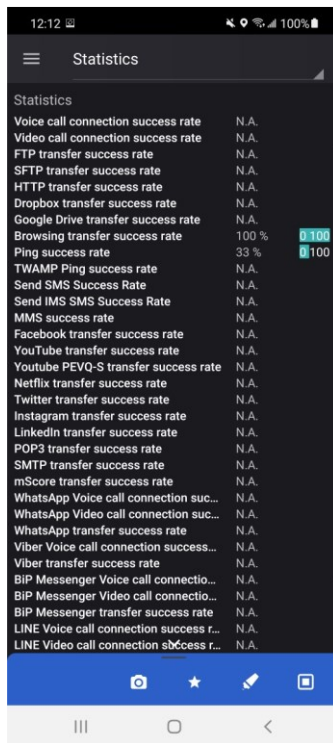 12:12 100%
Statistics
Statistics
Voice call connection success rate N.A.
Video call connection success rate N.A.
FTP transfer success rate N.A.
SFTP transfer success rate N.A.
HTTP transfer success rate N.A.
Dropbox transfer success rate N.A.
Google Drive transfer success rate N.A.
Browsing transfer success rate 100 % 0 100
Ping success rate 33 % 0 100
TWAMP Ping success rate N.A.
Send SMS Success Rate N.A.
Send IMS SMS Success Rate N.A.
MMS success rate N.A.
Facebook transfer success rate N.A.
YouTube transfer success rate N.A.
Youtube PEVQ-S transfer success rate N.A.
Netflix transfer success rate N.A.
Twitter transfer success rate N.A.
Instagram transfer success rate N.A.
LinkedIn transfer success rate N.A.
POP3 transfer success rate N.A.
SMTP transfer success rate N.A.
mScore transfer success rate N.A.
WhatsApp Voice call connection suc... N.A.
WhatsApp Video call connection suc... N.A.
WhatsApp transfer success rate N.A.
Viber Voice call connection success... N.A.
Viber transfer success rate N.A.
BiP Messenger Voice call connectio... N.A.
BiP Messenger Video call connectio... N.A.
BiP Messenger transfer success rate N.A.
LINE Voice call connection success r... N.A.
LINE Video call connection success r... N.A.